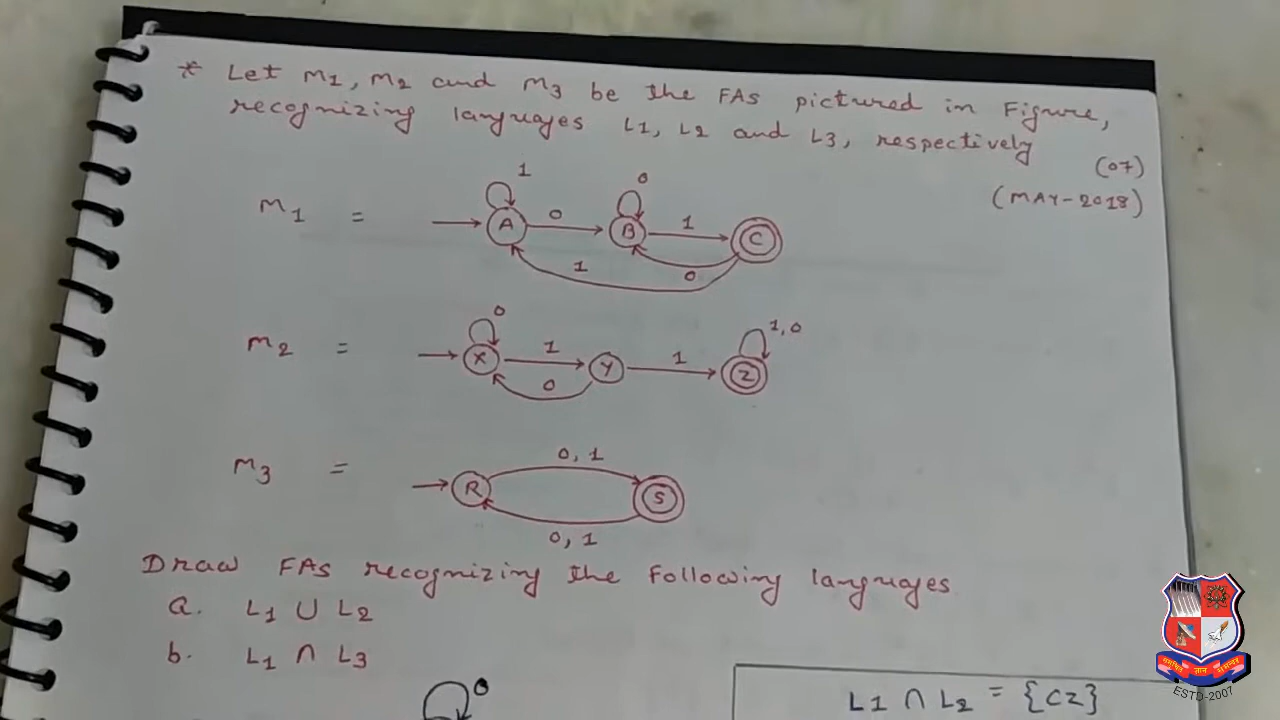 * Let M1, M2 and M3 be the FAs pictured in Figure,
recognizing languages L1, L2 and L3, respectively
(07)
(MAY-2018)
M1 =
1
A
0
0
B
1
C
0
1
M2 =
0
X
1
0
Y
1
1,0
Z
M3 =
0, 1
R
S
0, 1
Draw FAs recognizing the following languages
a. L1 ∪ L2
b. L1 ∩ L3
0
L1 ∩ L2 = {CZ}
ESTD-2007